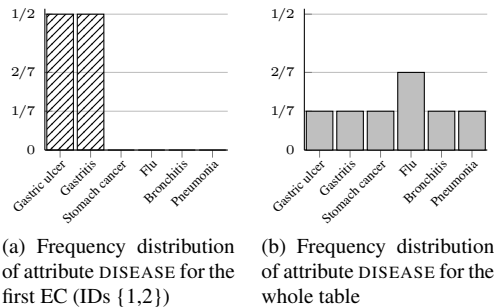 1/2
2/7
1/7
0
Gastric ulcer
Gastritis
Stomach cancer
Flu
Bronchitis
Pneumonia
(a) Frequency distribution
of attribute DISEASE for the
first EC (IDs {1,2})
1/2
2/7
1/7
0
Gastric ulcer
Gastritis
Stomach cancer
Flu
Bronchitis
Pneumonia
(b) Frequency distribution
of attribute DISEASE for the
whole table